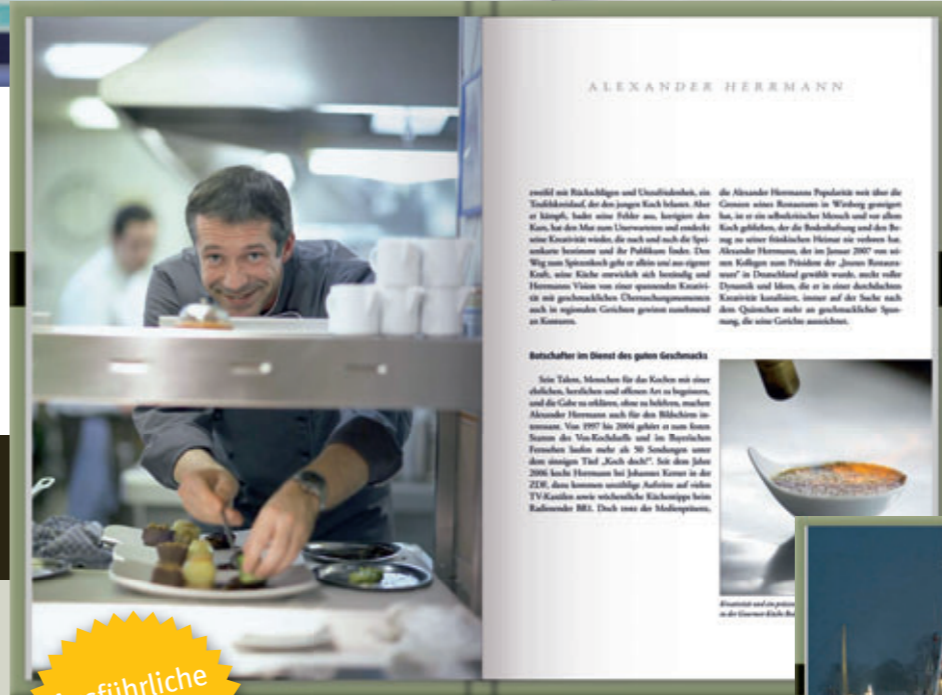 ALEXANDER HERRMANN
zweifel mit Rückschlägen und Unzufriedenheit, ein
Teufelskreislauf, der den jungen Koch belastet. Aber
er kämpft, badet seine Fehler aus, korrigiert den
Kurs, hat den Mut zum Unerwarteten und entdeckt
seine Kreativität wieder, die nach und nach die Spei-
senkarte bestimmt und ihr Publikum findet. Den
Weg zum Spitzenkoch geht er allein und aus eigener
Kraft, seine Küche entwickelt sich beständig und
Herrmanns Vision von einer spannenden Kreativi-
tät mit geschmacklichen Überraschungsmomenten
auch in regionalen Gerichten gewinnt zunehmend
an Konturen.
Botschafter im Dienst des guten Geschmacks
Sein Talent, Menschen für das Kochen mit einer
ehrlichen, herzlichen und offenen Art zu begeistern,
und die Gabe zu erklären, ohne zu belehren, machen
Alexander Herrmann auch für den Bildschirm in-
teressant. Von 1997 bis 2004 gehört er zum festen
Stamm des Vox-Kochduells und im Bayerischen
Fernsehen laufen mehr als 50 Sendungen unter
dem sinnigen Titel „Koch doch!“. Seit dem Jahre
2006 kocht Herrmann bei Johannes Kerner in der
ZDF, dazu kommen unzählige Auftritte auf vielen
TV-Kanälen sowie wöchentliche Küchentipps beim
Radiosender BR1. Doch trotz der Medienpräsenz,
die Alexander Herrmanns Popularität weit über die
Grenzen seines Restaurants in Wirsberg gesteigert
hat, ist er ein selbstkritischer Mensch und vor allem
Koch geblieben, der die Bodenhaftung und den Be-
zug zu seiner fränkischen Heimat nie verloren hat.
Alexander Herrmann, der im Januar 2007 von sei-
nen Kollegen zum Präsident der „Jeunes Restaura-
teurs“ in Deutschland gewählt wurde, steckt voller
Dynamik und Ideen, die er in einer durchdachten
Kreativität kanalisiert, immer auf der Suche nach
dem Quäntchen mehr an geschmacklicher Span-
nung, die seine Gerichte auszeichnet.
Kreativität und ein
in der Gourmet-Küche